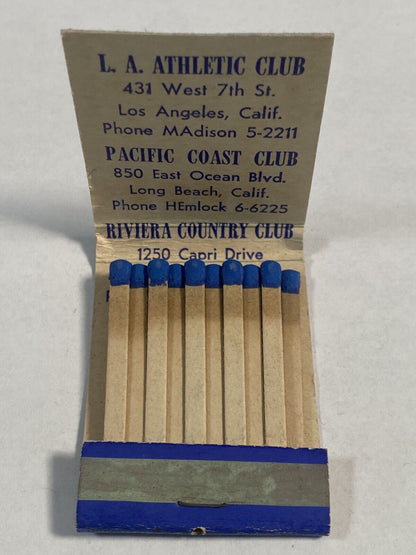 L. A. ATHLETIC CLUB
431 West 7th St.
Los Angeles, Calif.
Phone MAdison 5-2211
PACIFIC COAST CLUB
850 East Ocean Blvd.
Long Beach, Calif.
Phone HEmlock 6-6225
RIVIERA COUNTRY CLUB
1250 Capri Drive